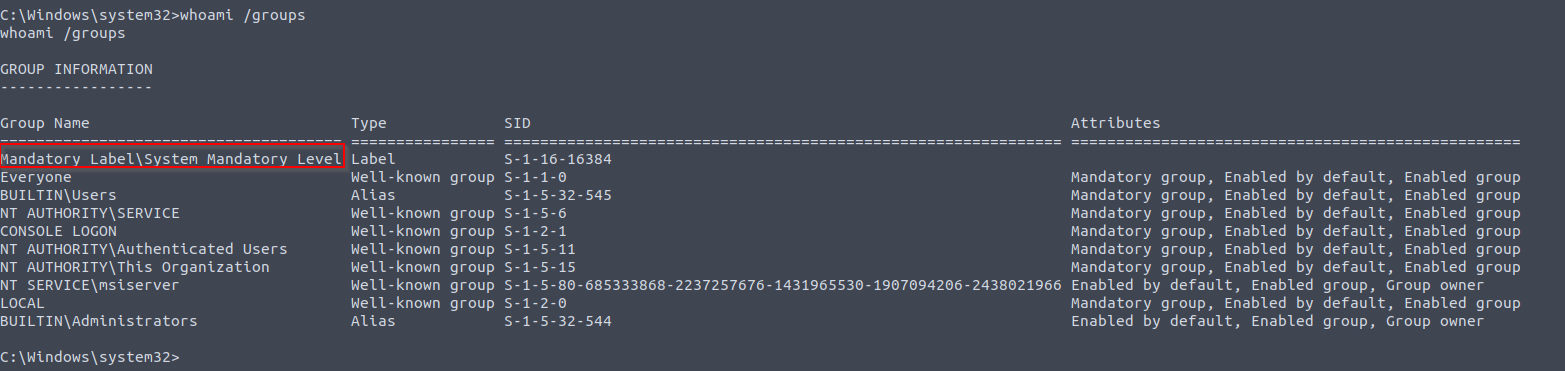 C:\Windows\system32>whoami /groups
whoami /groups
GROUP INFORMATION
-----------------
Group Name                             Type             SID                                                            Attributes
====================================== ================ ============================================================== ==================================================
Mandatory Label\System Mandatory Level Label            S-1-16-16384
Everyone                               Well-known group S-1-1-0                                                        Mandatory group, Enabled by default, Enabled group
BUILTIN\Users                          Alias            S-1-5-32-545                                                   Mandatory group, Enabled by default, Enabled group
NT AUTHORITY\SERVICE                   Well-known group S-1-5-6                                                        Mandatory group, Enabled by default, Enabled group
CONSOLE LOGON                          Well-known group S-1-2-1                                                        Mandatory group, Enabled by default, Enabled group
NT AUTHORITY\Authenticated Users       Well-known group S-1-5-11                                                       Mandatory group, Enabled by default, Enabled group
NT AUTHORITY\This Organization         Well-known group S-1-5-15                                                       Mandatory group, Enabled by default, Enabled group
NT SERVICE\msiserver                   Well-known group S-1-5-80-685333868-2237257676-1431965530-1907094206-2438021966 Enabled by default, Enabled group, Group owner
LOCAL                                  Well-known group S-1-2-0                                                        Mandatory group, Enabled by default, Enabled group
BUILTIN\Administrators                 Alias            S-1-5-32-544                                                   Enabled by default, Enabled group, Group owner
C:\Windows\system32>